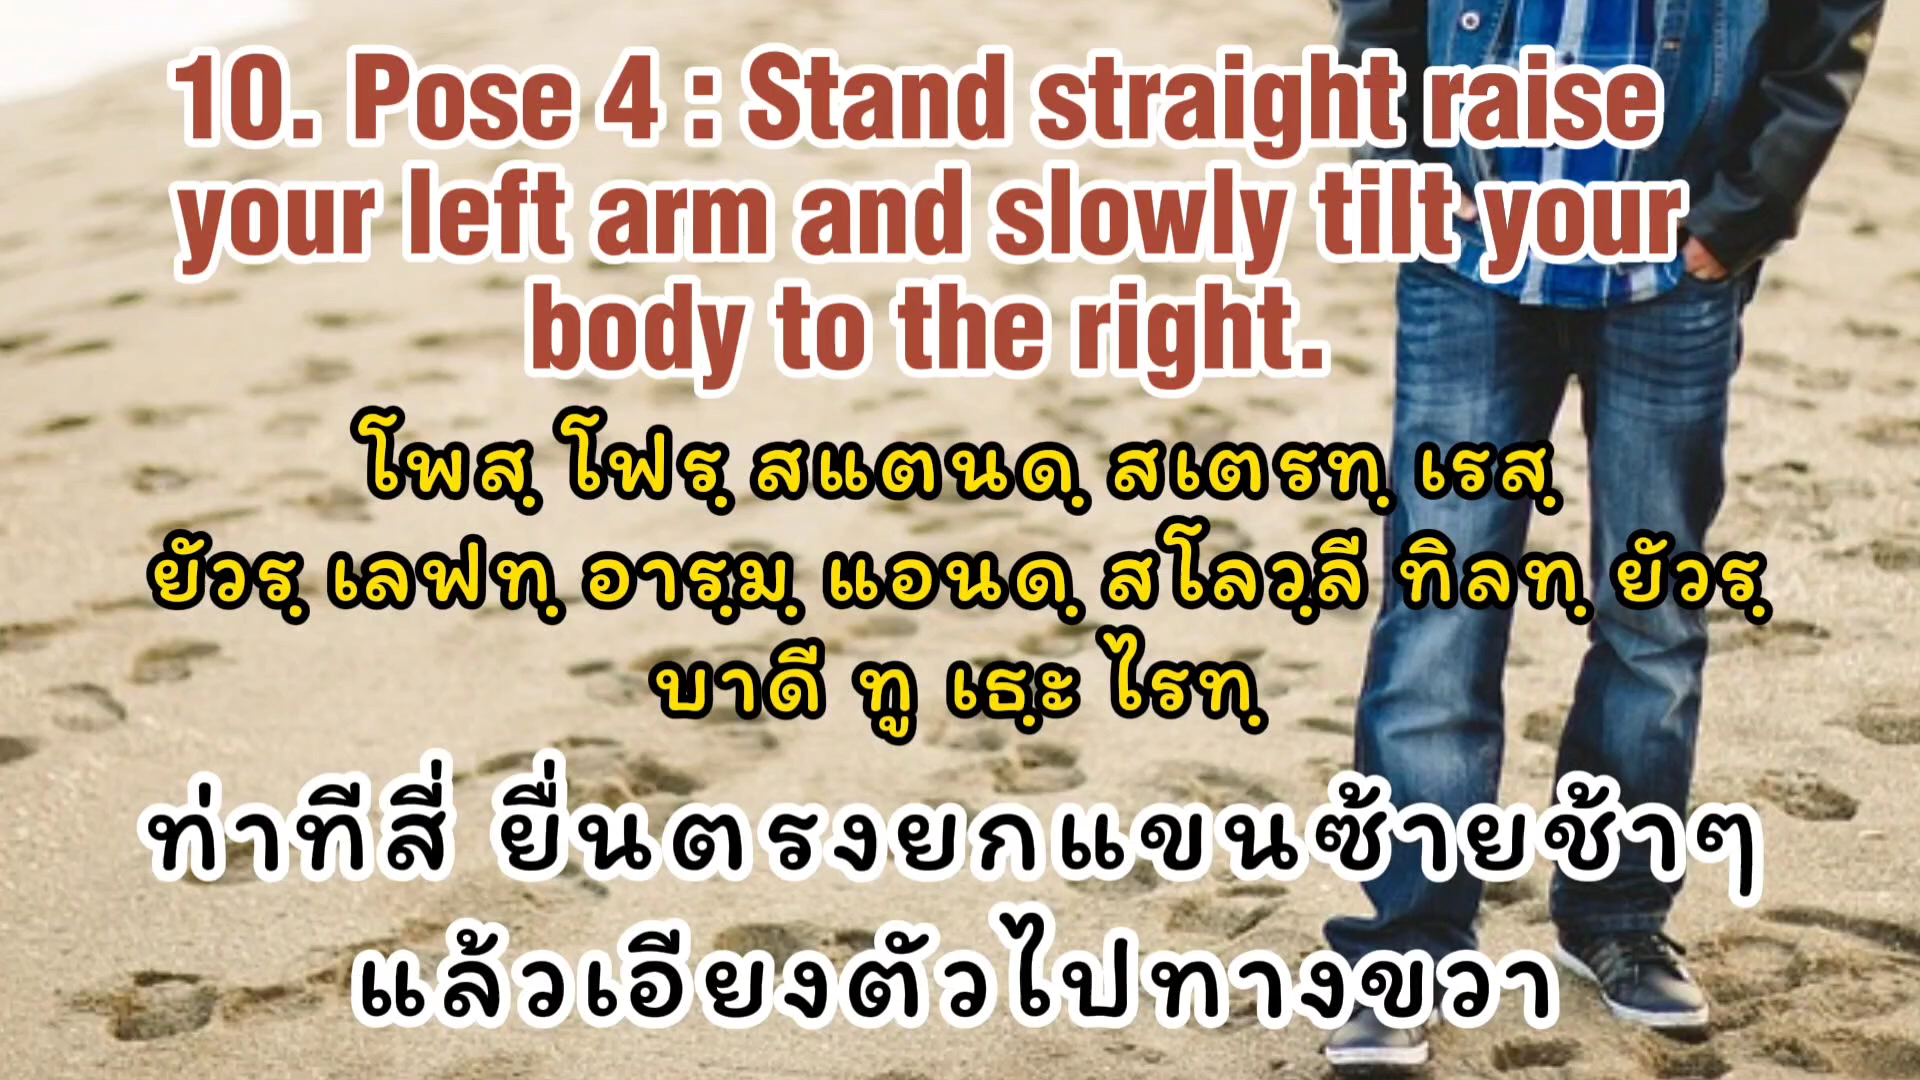 10. Pose 4 : Stand straight raise
your left arm and slowly tilt your
body to the right.
โพสฺ โฟรฺ สแตนดฺ สเตรทฺ เรสฺ
ยัวรฺ เลฟทฺ อารฺมฺ แอนดฺ สโลวฺลี ทิลทฺ ยัวรฺ
บาดี ทู เธฺะ ไรทฺ
ท่าทีสี่ ยื่นตรงยกแขนซ้ายช้าๆ
แล้วเอียงตัวไปทางขวา